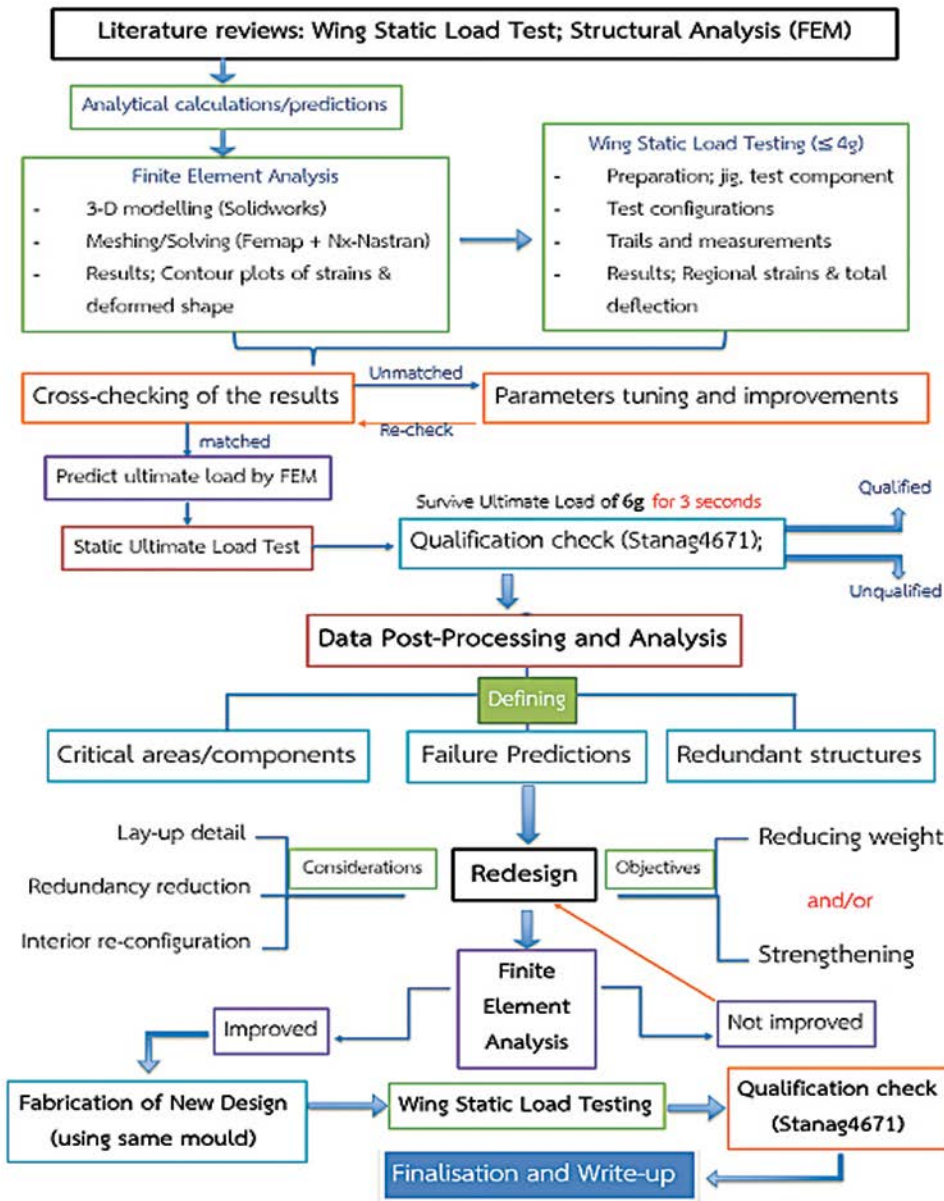 Literature reviews: Wing Static Load Test; Structural Analysis (FEM)
Analytical calculations/predictions
Finite Element Analysis
- 3-D modelling (Solidworks)
- Meshing/Solving (Femap + Nx-Nastran)
- Results; Contour plots of strains &
deformed shape
Wing Static Load Testing (≤ 4g)
- Preparation; jig, test component
- Test configurations
- Trails and measurements
- Results; Regional strains & total
deflection
Cross-checking of the results
Unmatched
Parameters tuning and improvements
Re-check
matched
Predict ultimate load by FEM
Static Ultimate Load Test
Survive Ultimate Load of 6g for 3 seconds
Qualification check (Stanag4671);
Qualified
Unqualified
Data Post-Processing and Analysis
Defining
Critical areas/components
Failure Predictions
Redundant structures
Lay-up detail
Redundancy reduction
Interior re-configuration
Considerations
Redesign
Objectives
Reducing weight
and/or
Strengthening
Finite
Element
Analysis
Improved
Not improved
Fabrication of New Design
(using same mould)
Wing Static Load Testing
Qualification check
(Stanag4671)
Finalisation and Write-up